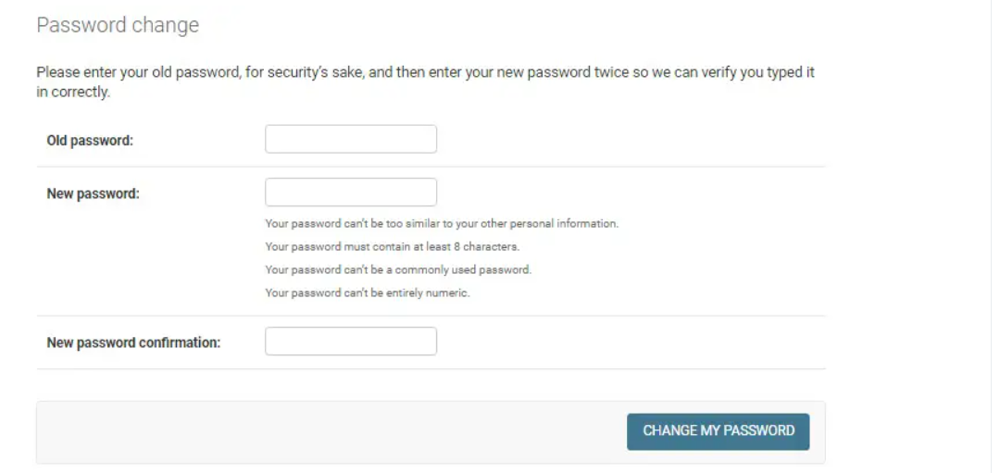 Password change
Please enter your old password, for security's sake, and then enter your new password twice so we can verify you typed it
in correctly.
Old password:
New password:
Your password can't be too similar to your other personal information.
Your password must contain at least 8 characters.
Your password can't be a commonly used password.
Your password can't be entirely numeric.
New password confirmation:
CHANGE MY PASSWORD